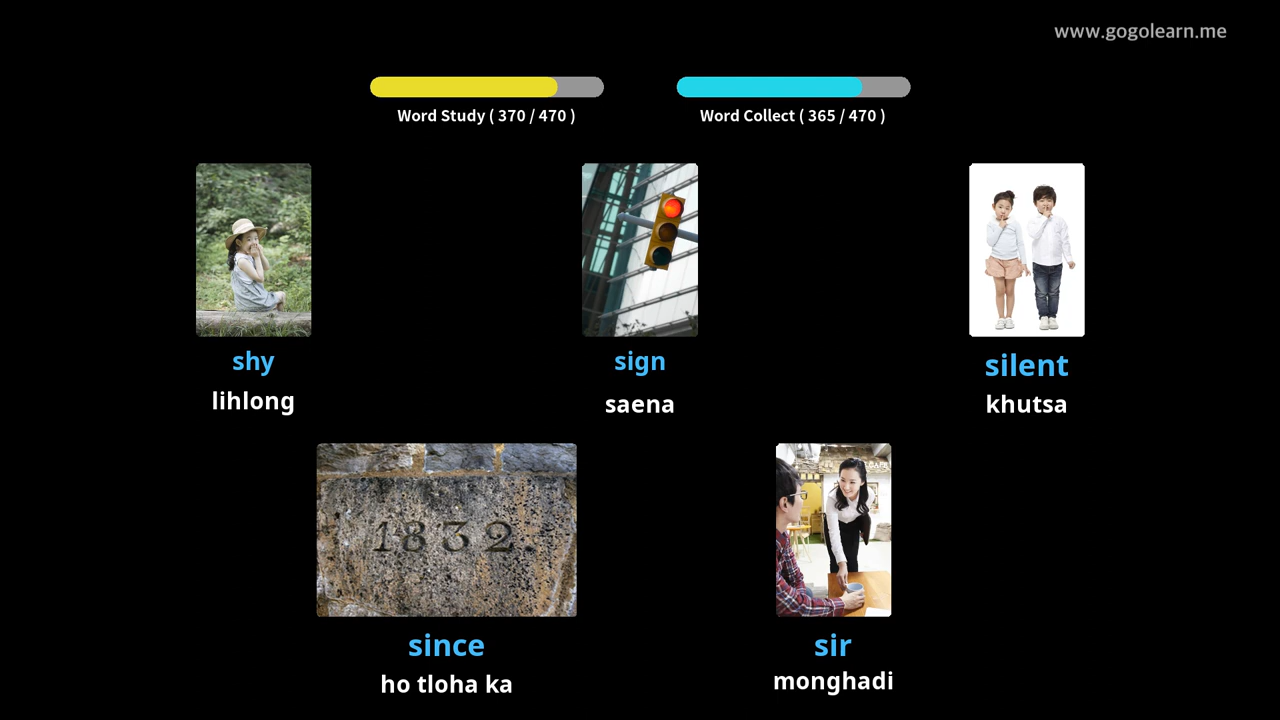 www.gogolearn.me
Word Study ( 370 / 470 )
Word Collect ( 365 / 470 )
shy
lihlong
sign
saena
silent
khutsa
1832.
since
ho tloha ka
sir
monghadi